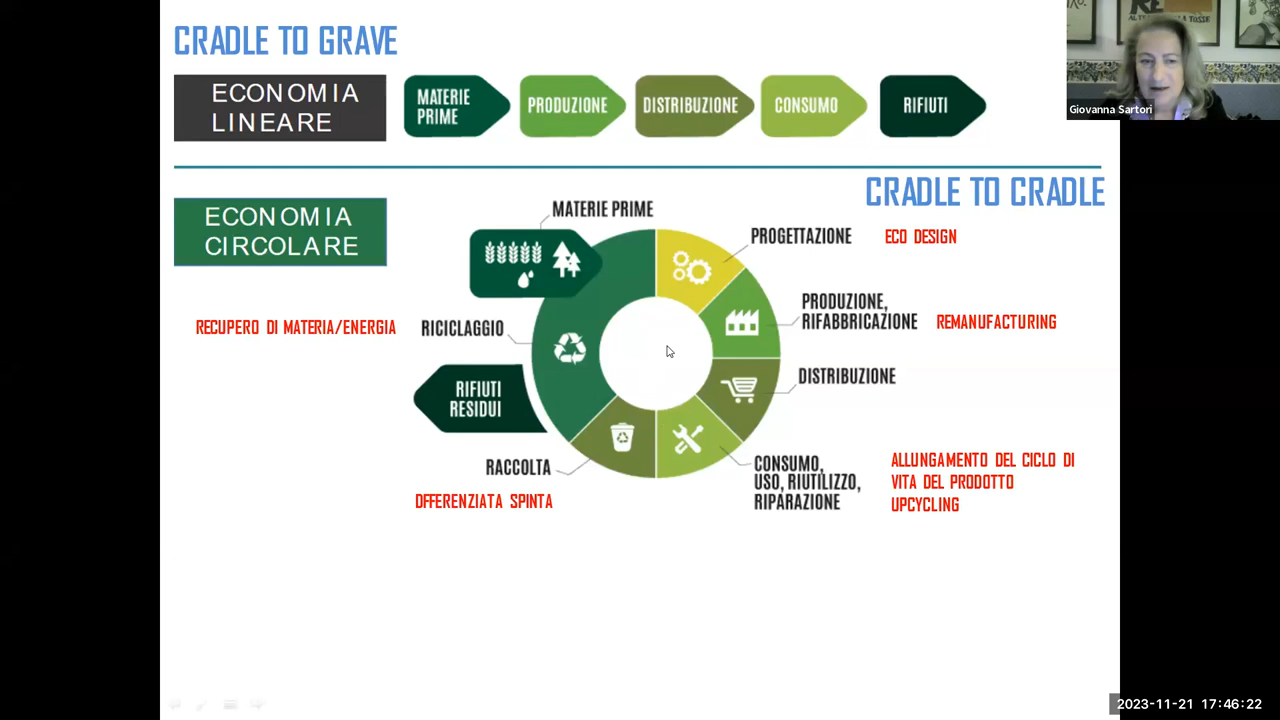 CRADLE TO GRAVE
ECONOMIA
LINEARE
MATERIE
PRIME
PRODUZIONE
DISTRIBUZIONE
CONSUMO
RIFIUTI
Giovanna Sartori
CRADLE TO CRADLE
ECONOMIA
CIRCOLARE
MATERIE PRIME
PROGETTAZIONE
ECO DESIGN
PRODUZIONE,
RIFABBRICAZIONE
REMANUFACTURING
RECUPERO DI MATERIA/ENERGIA
RICICLAGGIO
DISTRIBUZIONE
RIFIUTI
RESIDUI
RACCOLTA
DFFERENZIATA SPINTA
CONSUMO,
USO, RIUTILIZZO,
RIPARAZIONE
ALLUNGAMENTO DEL CICLO DI
VITA DEL PRODOTTO
UPCYCLING
2023-11-21 17:46:22